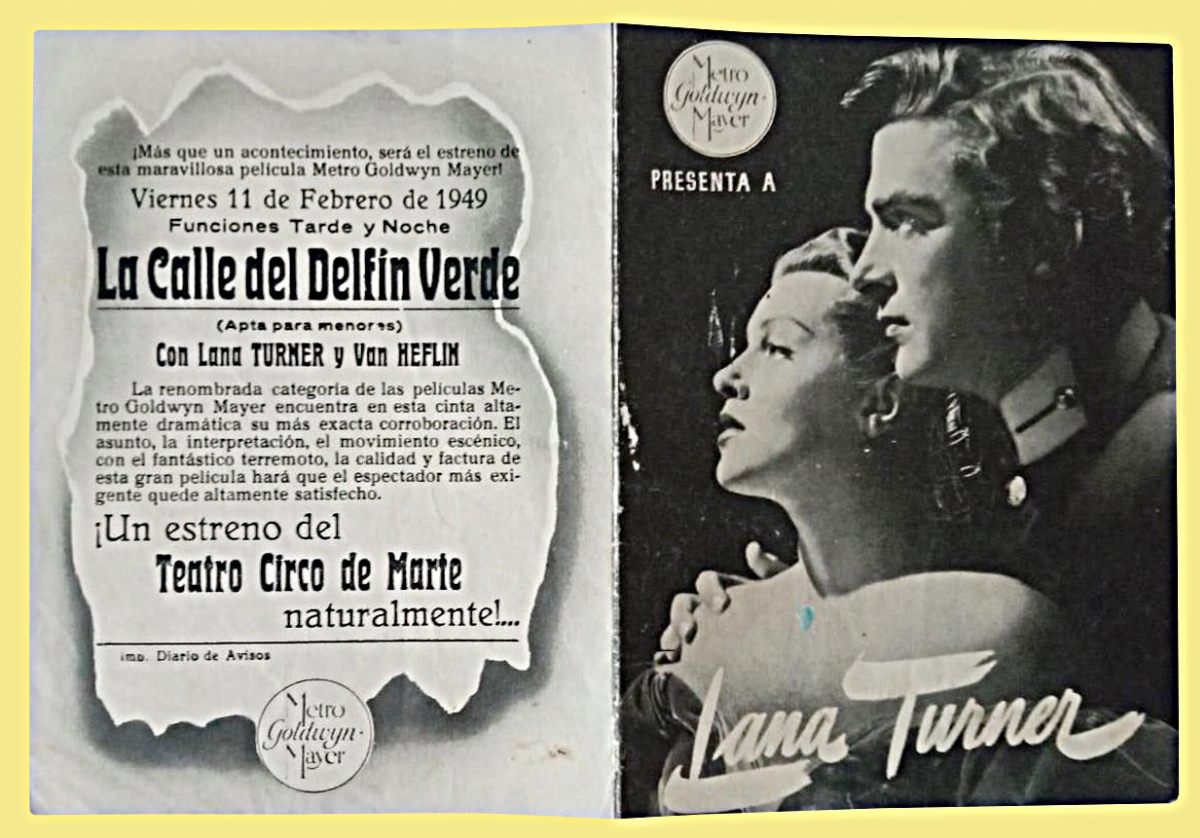 ¡Más que un acontecimiento, será el estreno de
esta maravillosa película Metro Goldwyn Mayer!
Viernes 11 de Febrero de 1949
Funciones Tarde y Noche
La Calle del Delfín Verde
(Apta para menores)
Con Lana TURNER y Van HEFLIN
La renombrada categoría de las películas Me-
tro Goldwyn Mayer encuentra en esta cinta alta-
mente dramática su más exacta corroboración. El
asunto, la interpretación, el movimiento escénico,
con el fantástico terremoto, la calidad y factura de
esta gran película hará que el espectador más exi-
gente quede altamente satisfecho.
¡Un estreno del
Teatro Circo de Marte
naturalmente!...
imp. Diario de Avisos
Metro
Goldwyn-
Mayer
Metro
Goldwyn-
Mayer
PRESENTA A
Lana Turner